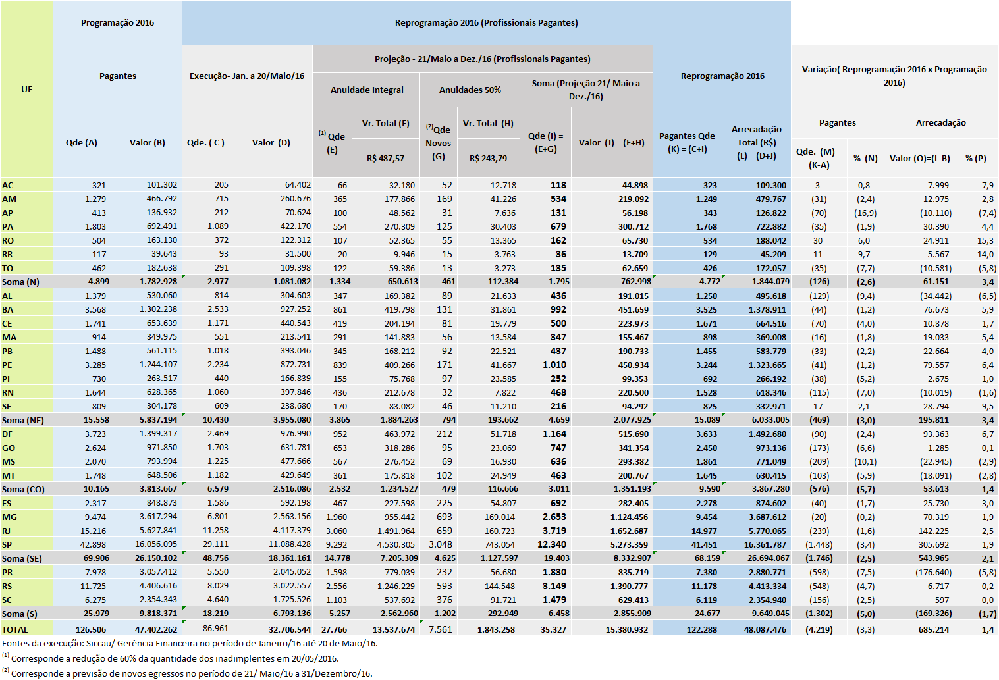 Programação 2016 Reprogramação 2016 (Profissionais Pagantes)
UF Pagantes Execução- Jan. a 20/Maio/16 Projeção - 21/Maio a Dez./16 (Profissionais Pagantes) Reprogramação 2016 Variação( Reprogramação 2016 x Programação 2016)
Anuidade Integral Anuidades 50% Soma (Projeção 21/ Maio a Dez./16)
Qde (A) Valor (B) Qde. ( C ) Valor (D) (1) Qde (E) Vr. Total (F) (2)Qde Novos (G) Vr. Total (H) Qde (I) = (E+G) Valor (J) = (F+H) Pagantes Qde (K) = (C+I) Arrecadação Total (R$) (L) = (D+J) Pagantes Arrecadação
R$ 487,57 R$ 243,79 Qde. (M) = (K-A) % (N) Valor (O)=(L-B) % (P)
AC 321 101.302 205 64.402 66 32.180 52 12.718 118 44.898 323 109.300 3 0,8 7.999 7,9
AM 1.279 466.792 715 260.676 365 177.866 169 41.226 534 219.092 1.249 479.767 (31) (2,4) 12.975 2,8
AP 413 136.932 212 70.624 100 48.562 31 7.636 131 56.198 343 126.822 (70) (16,9) (10.110) (7,4)
PA 1.803 692.491 1.089 422.170 554 270.309 125 30.403 679 300.712 1.768 722.882 (35) (1,9) 30.390 4,4
RO 504 163.130 372 122.312 107 52.365 55 13.365 162 65.730 534 188.042 30 6,0 24.911 15,3
RR 117 39.643 93 31.500 20 9.946 15 3.763 36 13.709 129 45.209 11 9,7 5.567 14,0
TO 462 182.638 291 109.398 122 59.386 13 3.273 135 62.659 426 172.057 (35) (7,7) (10.581) (5,8)
Soma (N) 4.899 1.782.928 2.977 1.081.082 1.334 650.613 461 112.384 1.795 762.998 4.772 1.844.079 (126) (2,6) 61.151 3,4
AL 1.379 530.060 814 304.603 347 169.382 89 21.633 436 191.015 1.250 495.618 (129) (9,4) (34.442) (6,5)
BA 3.568 1.302.238 2.533 927.252 861 419.798 131 31.861 992 451.659 3.525 1.378.911 (44) (1,2) 76.673 5,9
CE 1.741 653.639 1.171 440.543 419 204.194 81 19.779 500 223.973 1.671 664.516 (70) (4,0) 10.878 1,7
MA 914 349.975 551 213.541 291 141.883 56 13.584 347 155.467 898 369.008 (16) (1,8) 19.033 5,4
PB 1.488 561.115 1.018 393.046 345 168.212 92 22.521 437 190.733 1.455 583.779 (33) (2,2) 22.664 4,0
PE 3.285 1.244.107 2.234 872.731 839 409.266 171 41.667 1.010 450.934 3.244 1.323.665 (41) (1,2) 79.557 6,4
PI 730 263.517 440 166.839 155 75.768 97 23.585 252 99.353 692 266.192 (38) (5,2) 2.675 1,0
RN 1.644 628.365 1.060 397.846 436 212.678 32 7.822 468 220.500 1.528 618.346 (115) (7,0) (10.019) (1,6)
SE 809 304.178 609 238.680 170 83.082 46 11.210 216 94.292 825 332.971 17 2,1 28.794 9,5
Soma (NE) 15.558 5.837.194 10.430 3.955.080 3.865 1.884.263 794 193.662 4.659 2.077.925 15.089 6.033.005 (469) (3,0) 195.811 3,4
DF 3.723 1.399.317 2.469 976.990 952 463.972 212 51.718 1.164 515.690 3.633 1.492.680 (90) (2,4) 93.363 6,7
GO 2.624 971.850 1.703 631.781 653 318.286 95 23.069 747 341.354 2.450 973.136 (173) (6,6) 1.285 0,1
MS 2.070 793.994 1.225 477.666 567 276.452 69 16.930 636 293.382 1.861 771.049 (209) (10,1) (22.945) (2,9)
MT 1.748 648.506 1.182 429.649 361 175.818 102 24.949 463 200.767 1.645 630.415 (103) (5,9) (18.091) (2,8)
Soma (CO) 10.165 3.813.667 6.579 2.516.086 2.532 1.234.527 479 116.666 3.011 1.351.193 9.590 3.867.280 (576) (5,7) 53.613 1,4
ES 2.317 848.873 1.586 592.198 467 227.598 225 54.807 692 282.405 2.278 874.602 (40) (1,7) 25.730 3,0
MG 9.474 3.617.294 6.801 2.563.156 1.960 955.442 693 169.014 2.653 1.124.456 9.454 3.687.612 (20) (0,2) 70.319 1,9
RJ 15.216 5.627.841 11.258 4.117.379 3.060 1.491.964 659 160.723 3.719 1.652.687 14.977 5.770.065 (239) (1,6) 142.225 2,5
SP 42.898 16.056.095 29.111 11.088.428 9.292 4.530.305 3.048 743.054 12.340 5.273.359 41.451 16.361.787 (1.448) (3,4) 305.692 1,9
Soma (SE) 69.906 26.150.102 48.756 18.361.161 14.778 7.205.309 4.625 1.127.597 19.403 8.332.907 68.159 26.694.067 (1.746) (2,5) 543.965 2,1
PR 7.978 3.057.412 5.550 2.045.052 1.598 779.039 232 56.680 1.830 835.719 7.380 2.880.771 (598) (7,5) (176.640) (5,8)
RS 11.725 4.406.616 8.029 3.022.557 2.556 1.246.229 593 144.548 3.149 1.390.777 11.178 4.413.334 (548) (4,7) 6.717 0,2
SC 6.275 2.354.343 4.640 1.725.526 1.103 537.692 376 91.721 1.479 629.413 6.119 2.354.940 (156) (2,5) 597 0,0
Soma (S) 25.979 9.818.371 18.219 6.793.136 5.257 2.562.960 1.202 292.949 6.458 2.855.909 24.677 9.649.045 (1.302) (5,0) (169.326) (1,7)
TOTAL 126.506 47.402.262 86.961 32.706.544 27.766 13.537.674 7.561 1.843.258 35.327 15.380.932 122.288 48.087.476 (4.219) (3,3) 685.214 1,4
Fontes da execução: Siccau/ Gerência Financeira no período de Janeiro/16 até 20 de Maio/16.
(1) Corresponde a redução de 60% da quantidade dos inadimplentes em 20/05/2016.
(2) Corresponde a previsão de novos egressos no período de 21/ Maio/16 a 31/Dezembro/16.